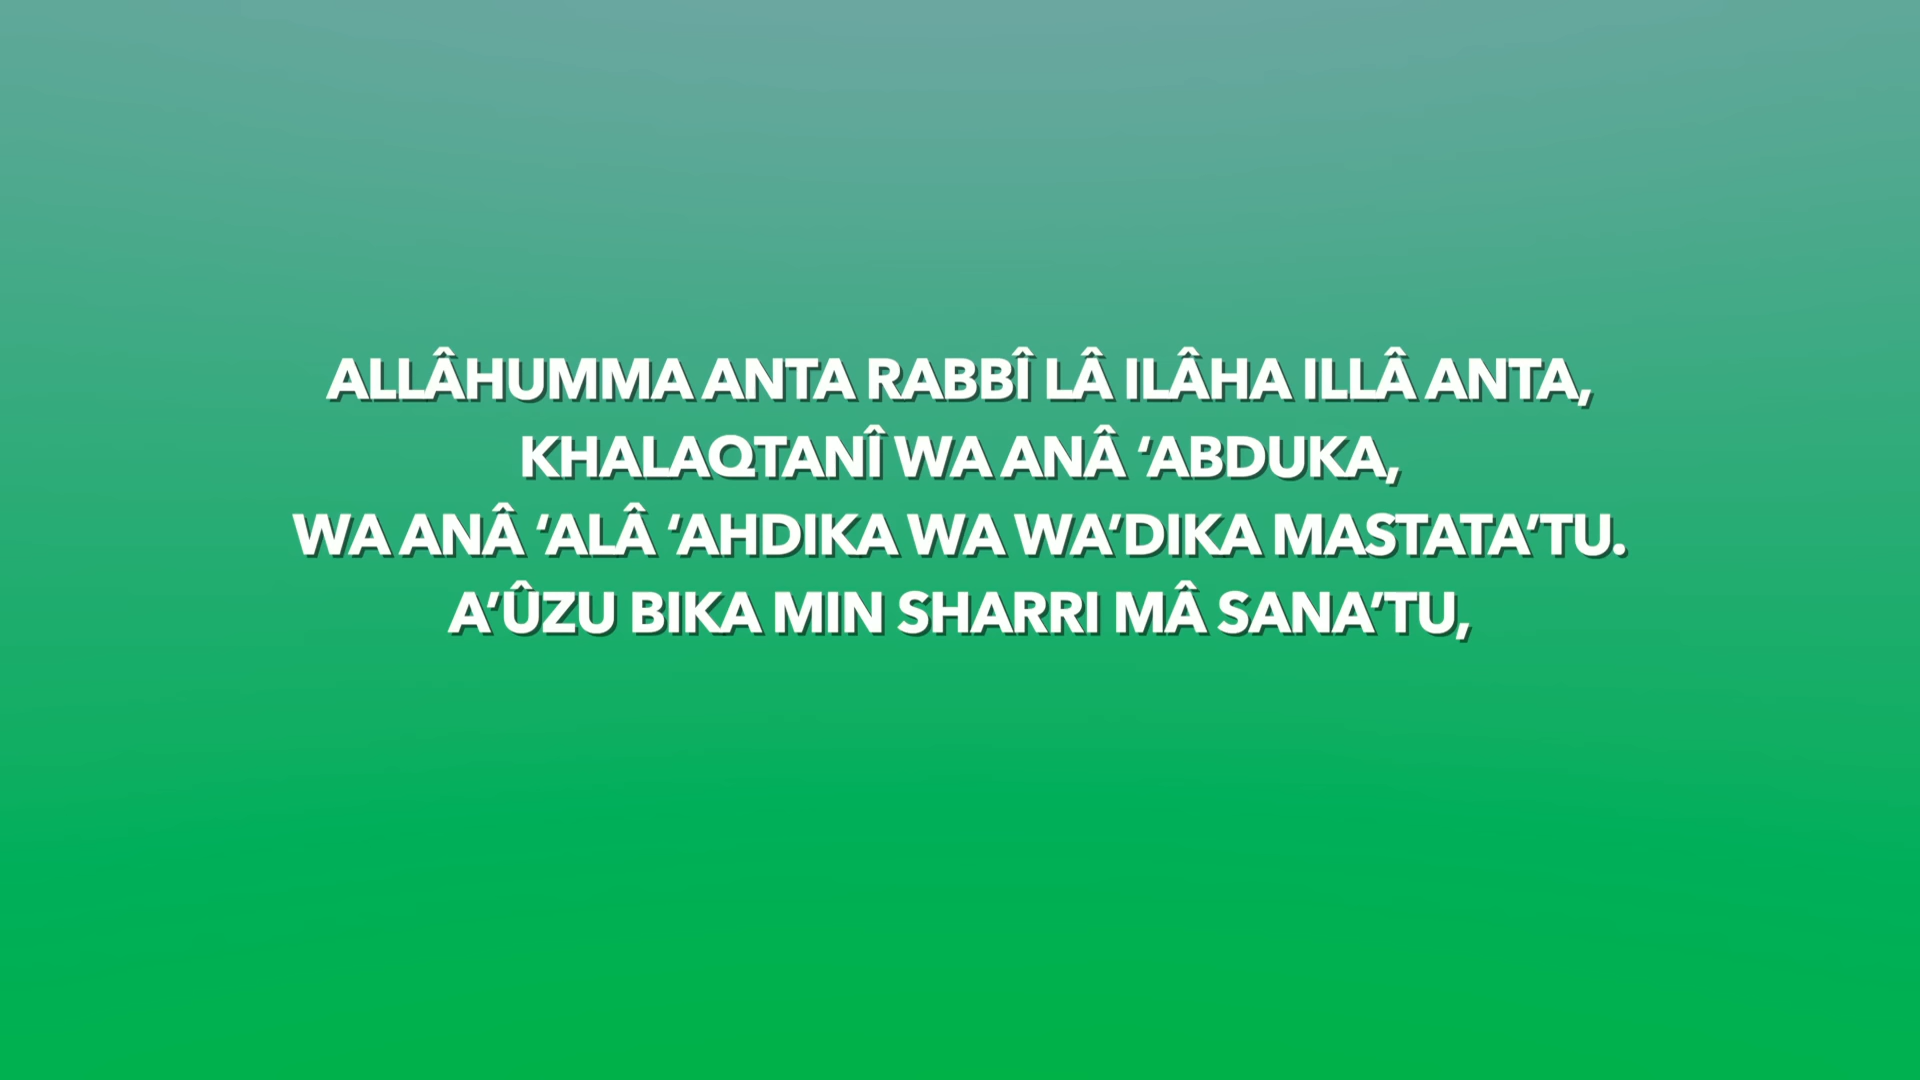 ALLÂHUMMA ANTA RABBÎ LÂ ILÂHA ILLÂ ANTA,
KHALAQTANÎ WA ANÂ ‘ABDUKA,
WA ANÂ ‘ALÂ ‘AHDIKA WA WA’DIKA MASTATA‘TU.
A’ÛZU BIKA MIN SHARRI MÂ SANA’TU,